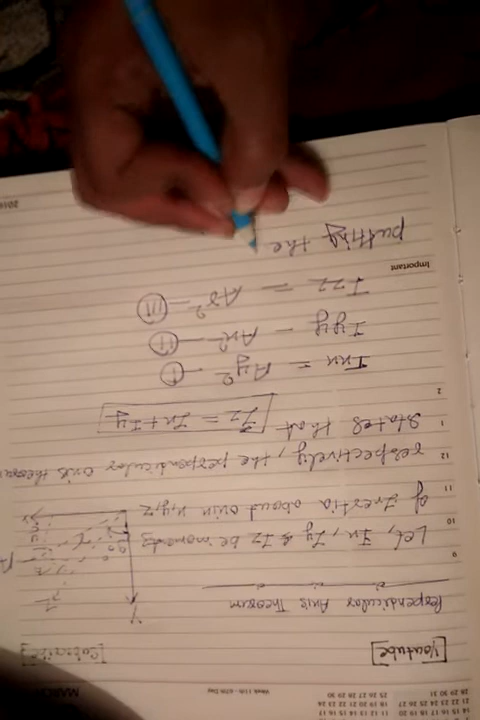 [Youtube] [Subscribe]
Perpendicular Axis Theorem
Let, Ix, Iy & Iz be moments
of Inertia about axis x,y,z
respectively, the perpendicular axis theorem
states that Iz = Ix + Iy
Ixx = Ay² — I
Iyy – Ax² — II
Izz = Ar² — III
Important
putting the